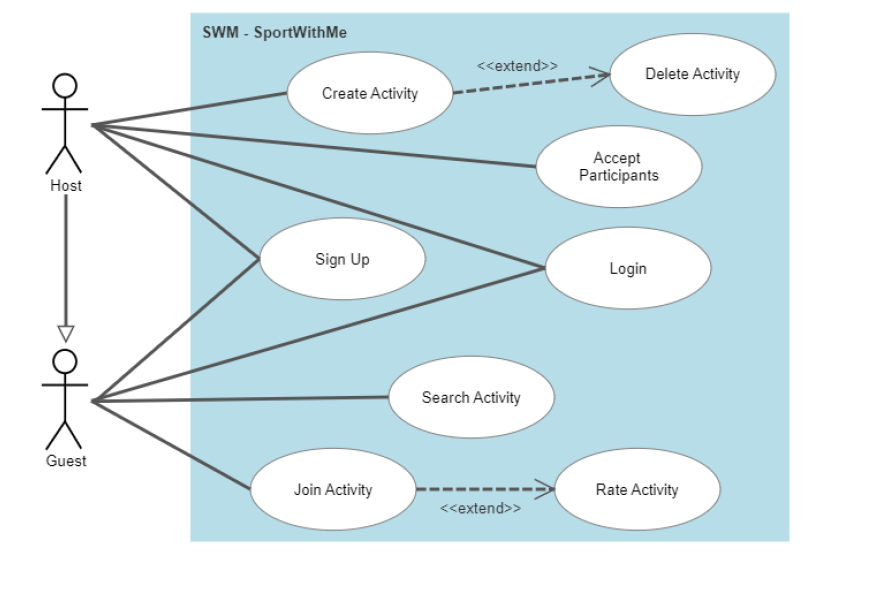 SWM - SportWithMe
<<extend>>
Create Activity
Delete Activity
Accept
Participants
Host
Sign Up
Login
Search Activity
Guest
Join Activity
<<extend>>
Rate Activity